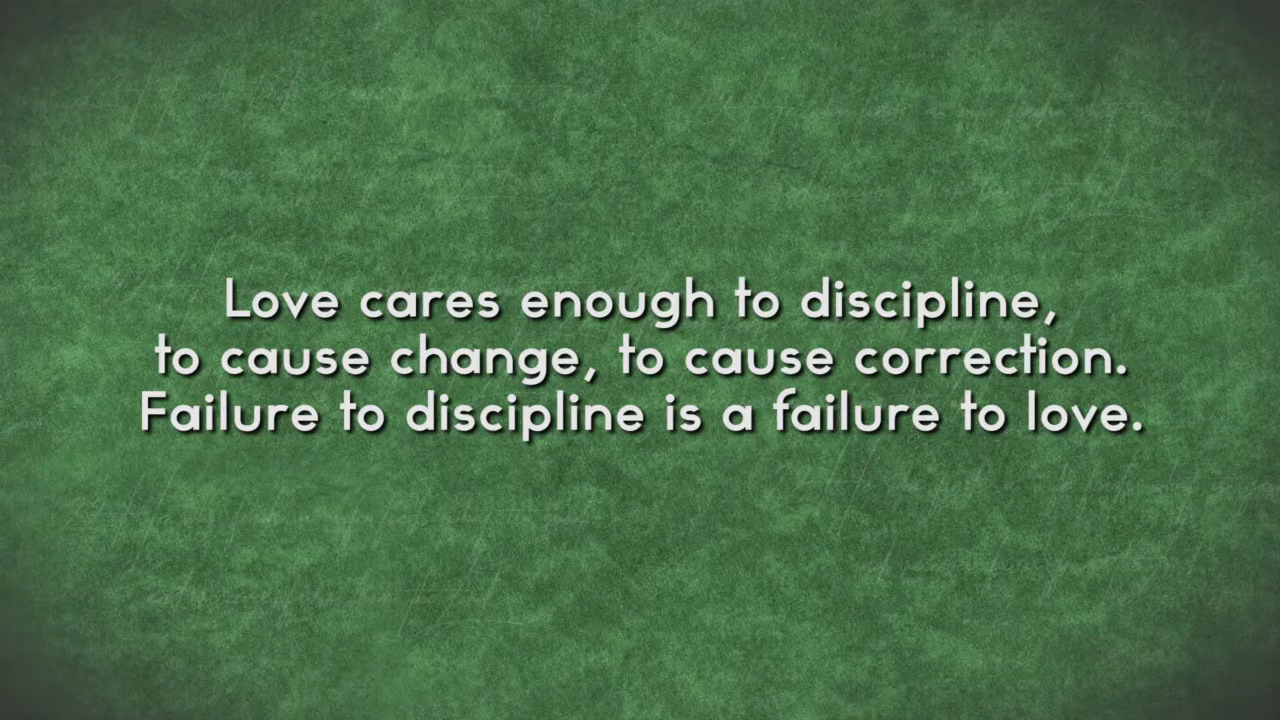 Love cares enough to discipline,
to cause change, to cause correction.
Failure to discipline is a failure to love.